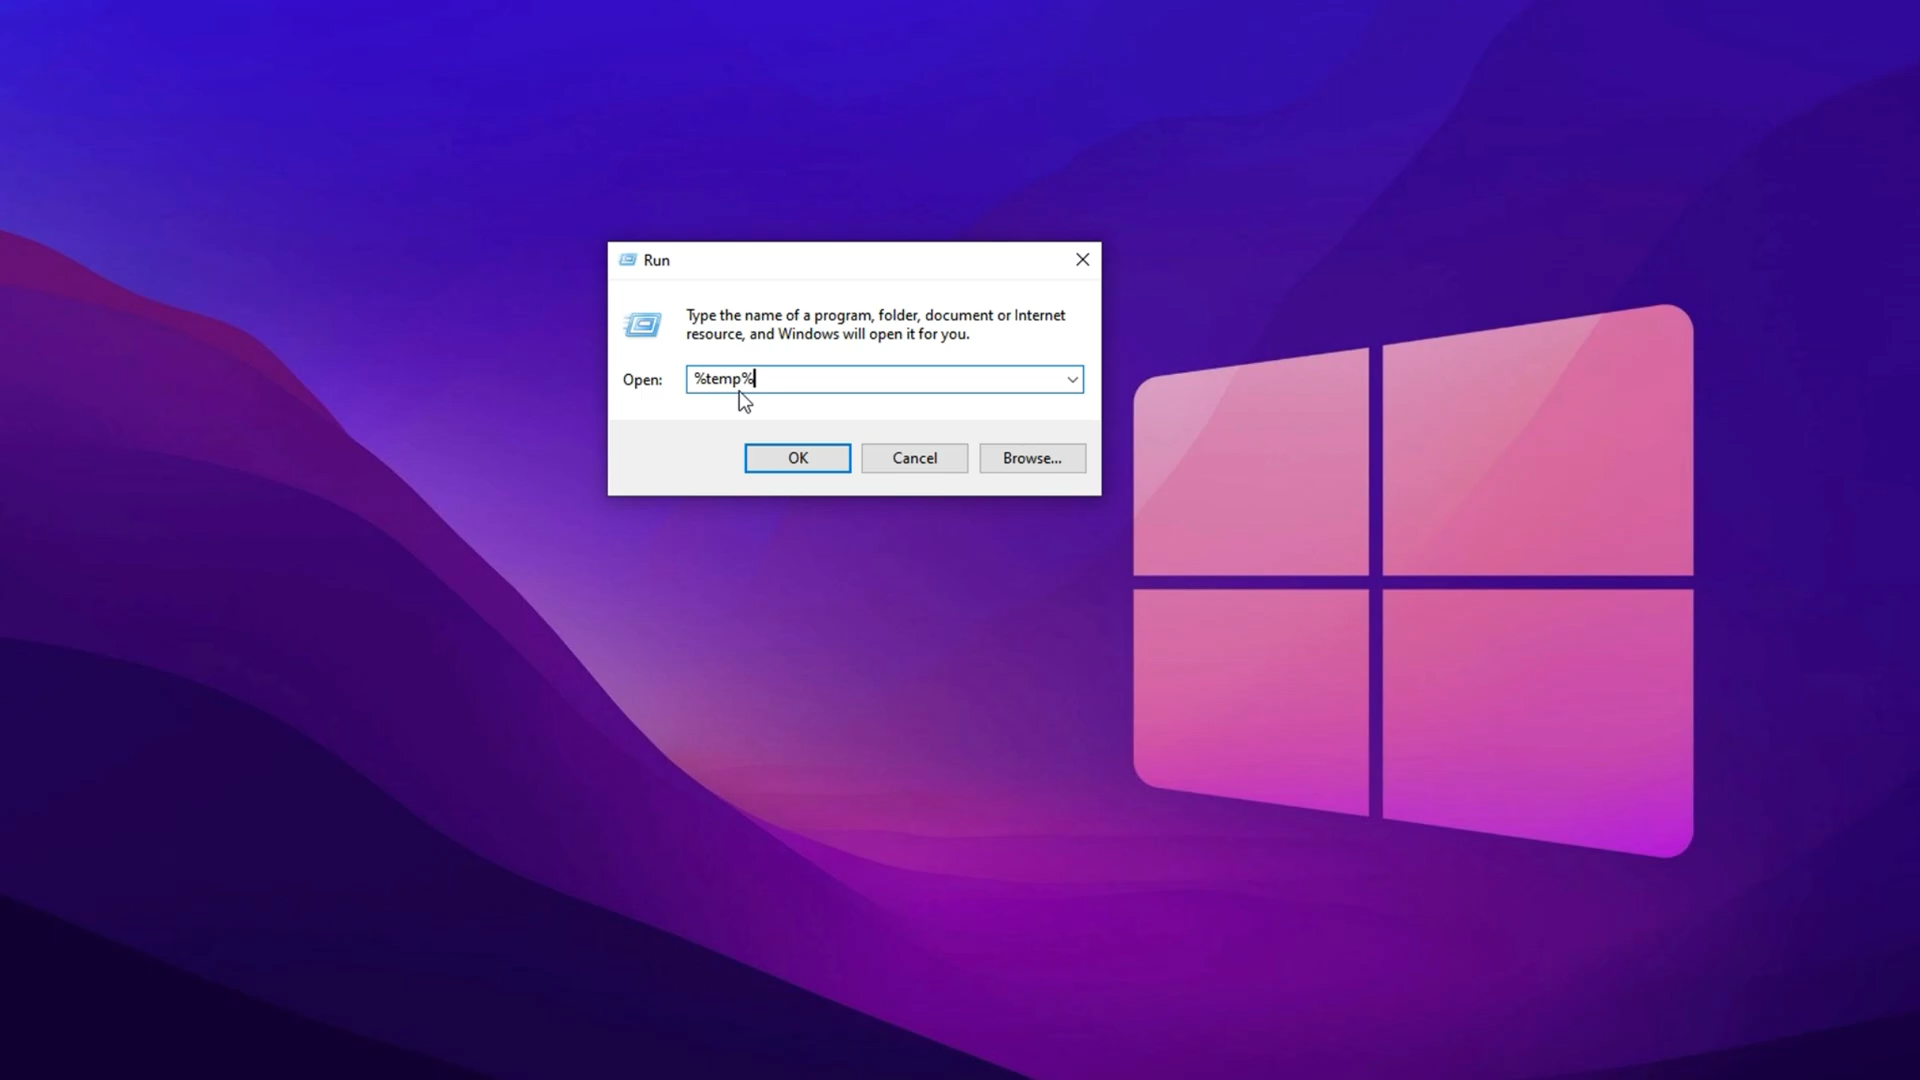 Run
Type the name of a program, folder, document or Internet
resource, and Windows will open it for you.
Open: %temp%
OK Cancel Browse...